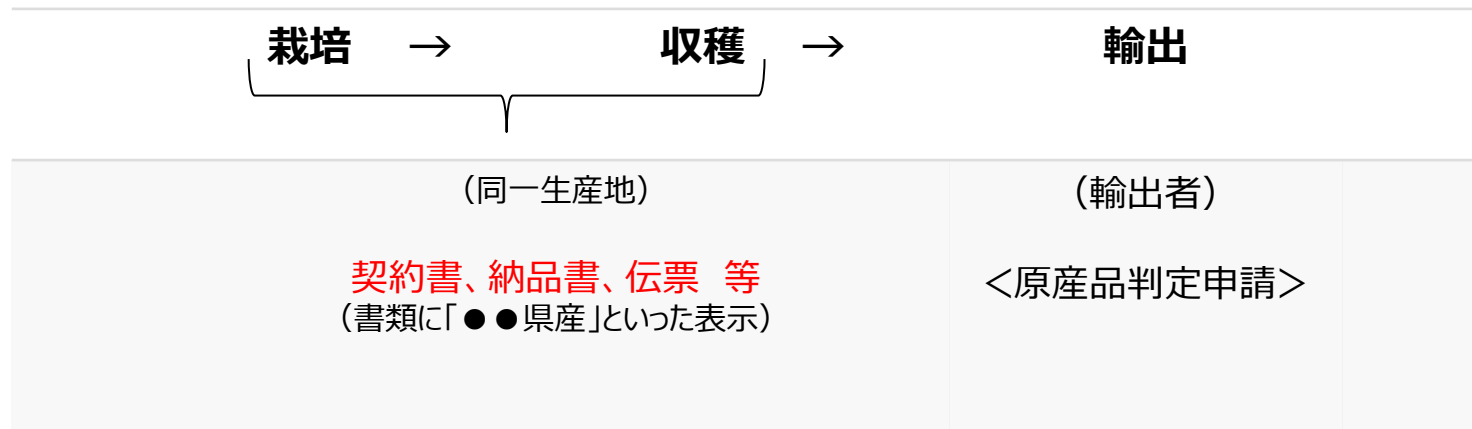 栽培　→　収穫　→　輸出
（同一生産地）
（輸出者）
契約書、納品書、伝票　等
（書類に「●●県産」といった表示）
＜原産品判定申請＞